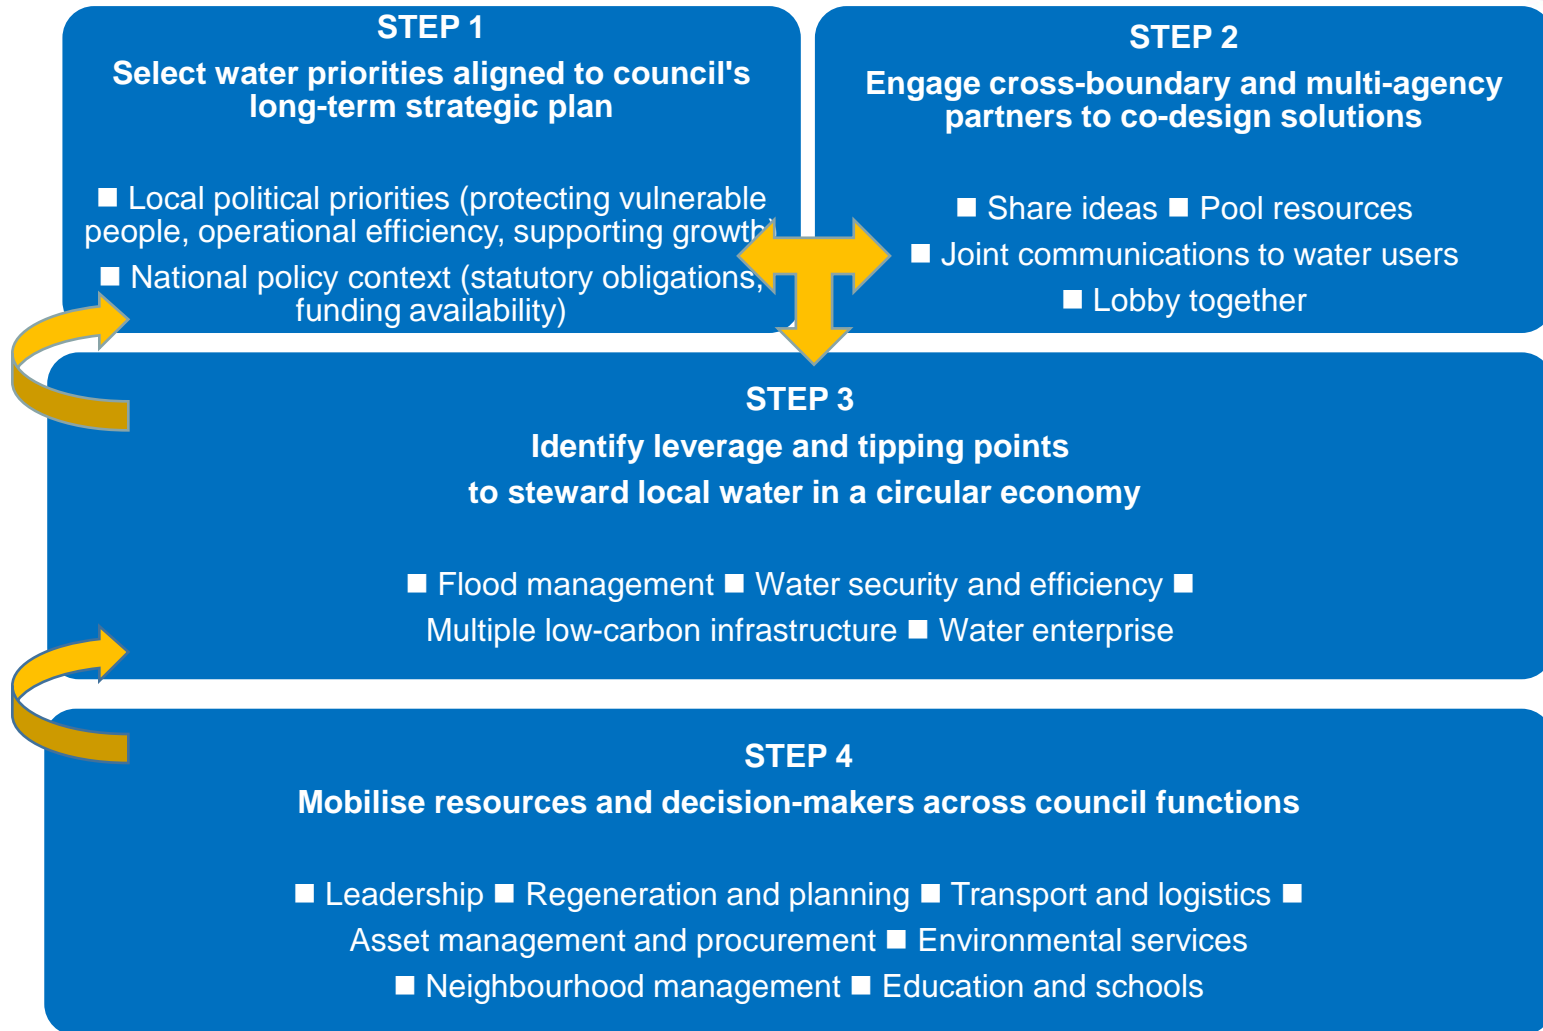 STEP 1
Select water priorities aligned to council's
long-term strategic plan
■ Local political priorities (protecting vulnerable
people, operational efficiency, supporting growth)
■ National policy context (statutory obligations,
funding availability)
STEP 2
Engage cross-boundary and multi-agency
partners to co-design solutions
■ Share ideas ■ Pool resources
■ Joint communications to water users
■ Lobby together
STEP 3
Identify leverage and tipping points
to steward local water in a circular economy
■ Flood management ■ Water security and efficiency ■
Multiple low-carbon infrastructure ■ Water enterprise
STEP 4
Mobilise resources and decision-makers across council functions
■ Leadership ■ Regeneration and planning ■ Transport and logistics ■
Asset management and procurement ■ Environmental services
■ Neighbourhood management ■ Education and schools